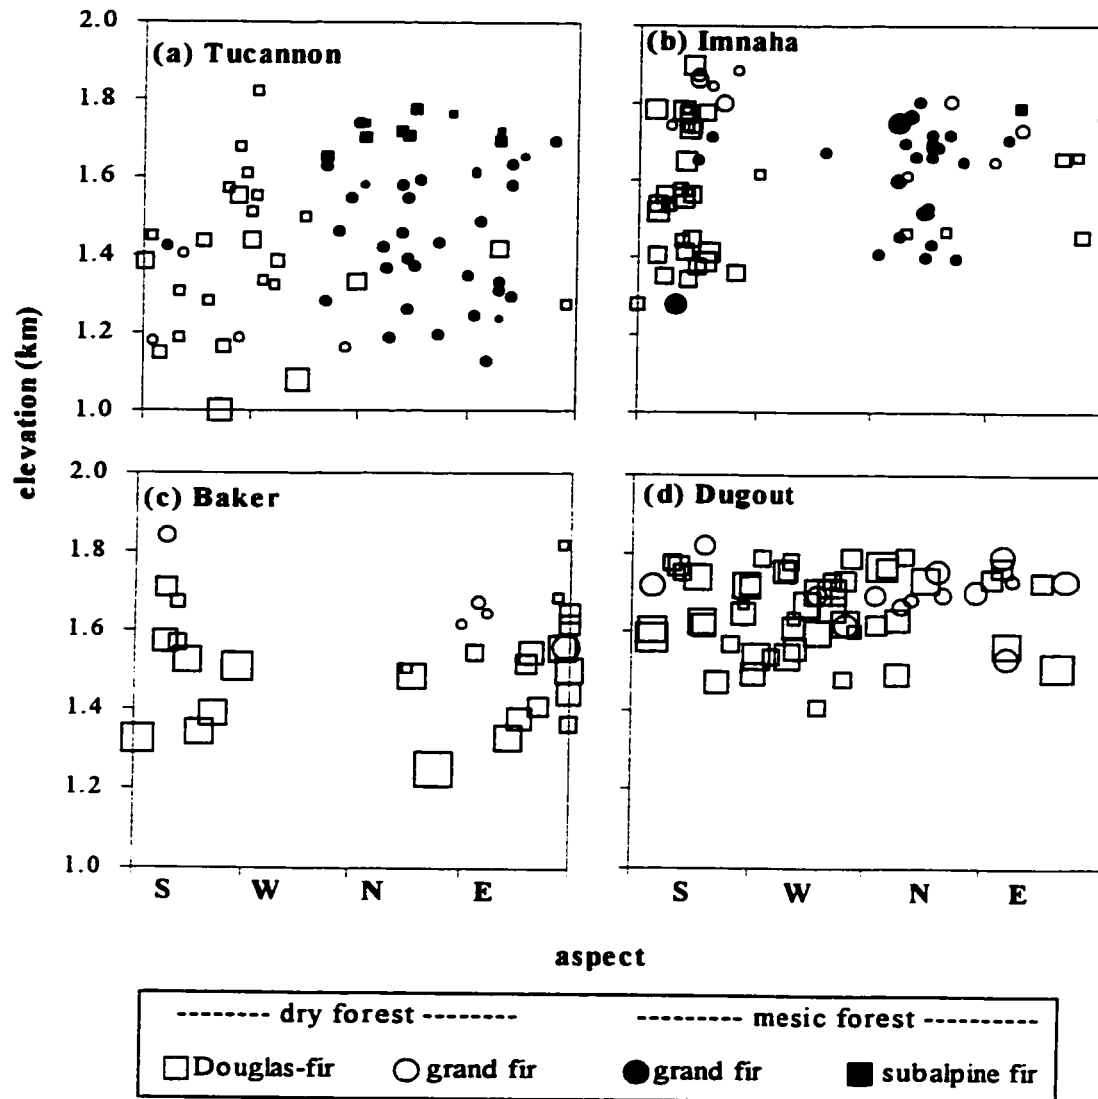 2.0
(a) Tucannon
(b) Imnaha
1.8
1.6
1.4
1.2
1.0
elevation (km)
2.0
(c) Baker
(d) Dugout
1.8
1.6
1.4
1.2
1.0
S W N E
S W N E
aspect
dry forest
mesic forest
Douglas-fir grand fir grand fir subalpine fir